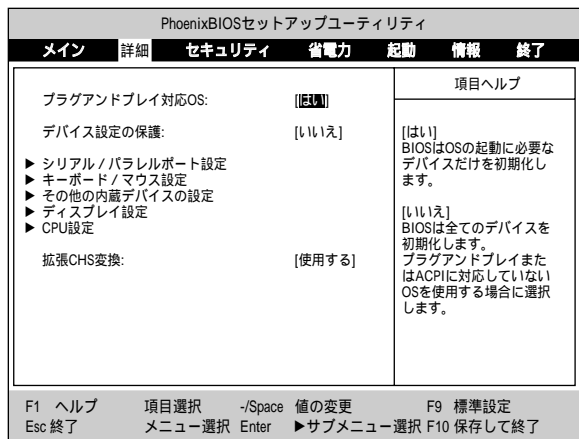 PhoenixBIOSセットアップユーティリティ
メイン 詳細 セキュリティ 省電力 起動 情報 終了
プラグアンドプレイ対応OS: [はい]
デバイス設定の保護: [いいえ]
▶ シリアル / パラレルポート設定
▶ キーボード / マウス設定
▶ その他の内蔵デバイスの設定
▶ ディスプレイ設定
▶ CPU設定
拡張CHS変換: [使用する]
項目ヘルプ
[はい]
BIOSはOSの起動に必要な
デバイスだけを初期化し
ます。
[いいえ]
BIOSは全てのデバイスを
初期化します。
プラグアンドプレイまた
はACPIに対応していない
OSを使用する場合に選択
します。
F1 ヘルプ 項目選択 -/Space 値の変更 F9 標準設定
Esc 終了 メニュー選択 Enter ▶サブメニュー選択 F10 保存して終了